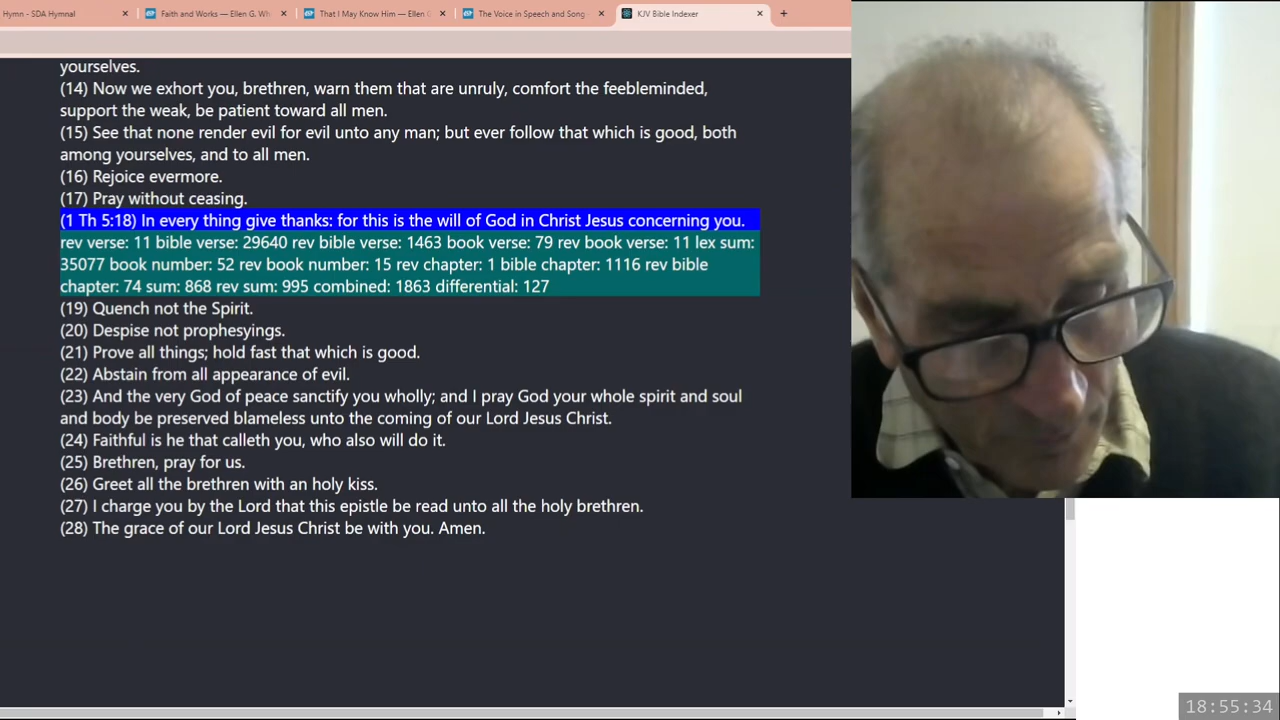 Hymn - SDA Hymnal
Faith and Works — Ellen G. Wh
That I May Know Him — Ellen G
The Voice in Speech and Song
KJV Bible Indexer
yourselves.
(14) Now we exhort you, brethren, warn them that are unruly, comfort the feebleminded,
support the weak, be patient toward all men.
(15) See that none render evil for evil unto any man; but ever follow that which is good, both
among yourselves, and to all men.
(16) Rejoice evermore.
(17) Pray without ceasing.
(1 Th 5:18) In every thing give thanks: for this is the will of God in Christ Jesus concerning you.
rev verse: 11 bible verse: 29640 rev bible verse: 1463 book verse: 79 rev book verse: 11 lex sum:
35077 book number: 52 rev book number: 15 rev chapter: 1 bible chapter: 1116 rev bible
chapter: 74 sum: 868 rev sum: 995 combined: 1863 differential: 127
(19) Quench not the Spirit.
(20) Despise not prophesyings.
(21) Prove all things; hold fast that which is good.
(22) Abstain from all appearance of evil.
(23) And the very God of peace sanctify you wholly; and I pray God your whole spirit and soul
and body be preserved blameless unto the coming of our Lord Jesus Christ.
(24) Faithful is he that calleth you, who also will do it.
(25) Brethren, pray for us.
(26) Greet all the brethren with an holy kiss.
(27) I charge you by the Lord that this epistle be read unto all the holy brethren.
(28) The grace of our Lord Jesus Christ be with you. Amen.
18:55:34